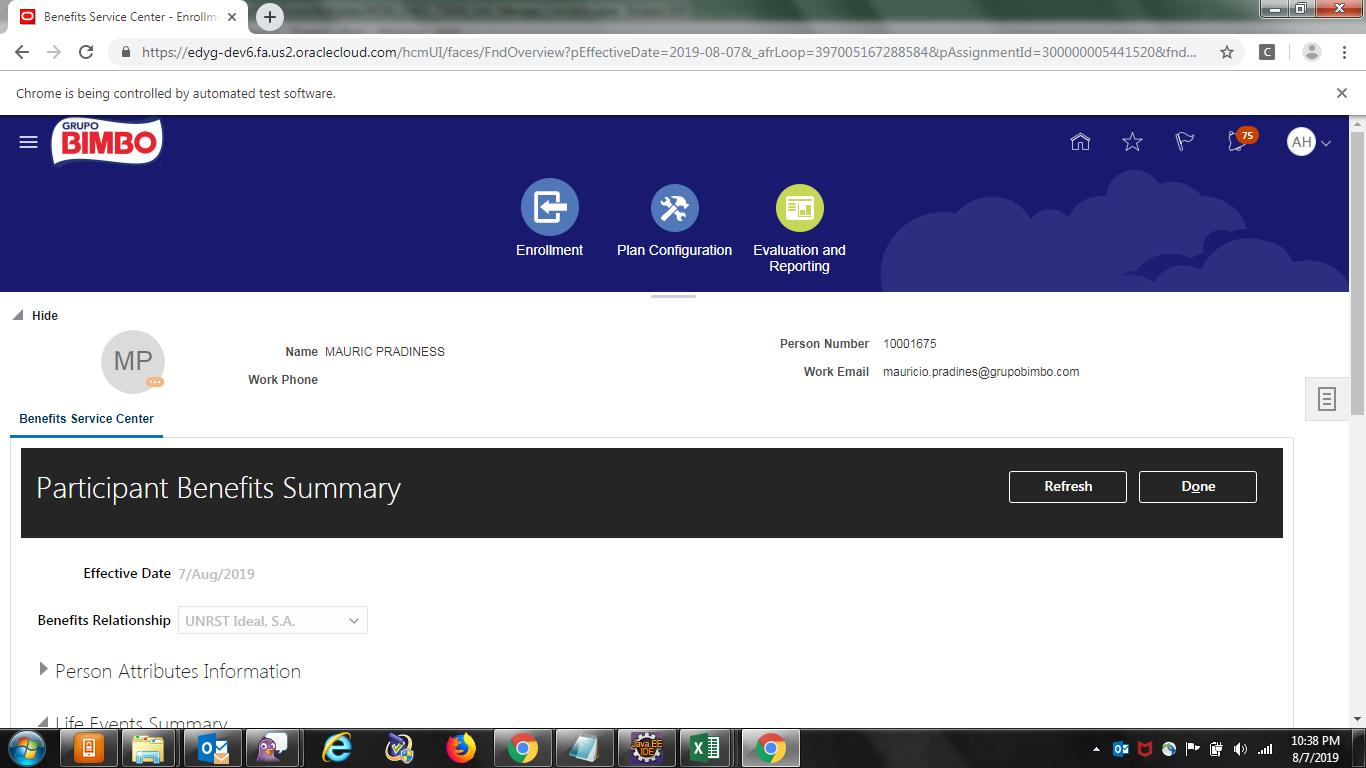 Benefits Service Center - Enrollm
https://edyg-dev6.fa.us2.oraclecloud.com/hcmUI/faces/FndOverview?pEffectiveDate=2019-08-07&_afrLoop=397005167288584&pAssignmentId=300000005441520&fnd...
C
Chrome is being controlled by automated test software.
GRUPO
BIMBO
75
AH
Enrollment
Plan Configuration
Evaluation and
Reporting
Hide
MP
Name MAURIC PRADINESS
Person Number 10001675
Work Phone
Work Email mauricio.pradines@grupobimbo.com
Benefits Service Center
Participant Benefits Summary
Refresh
Done
Effective Date 7/Aug/2019
Benefits Relationship UNRST Ideal, S.A.
Person Attributes Information
Life Events Summary
Java EE
IDE
10:38 PM
8/7/2019